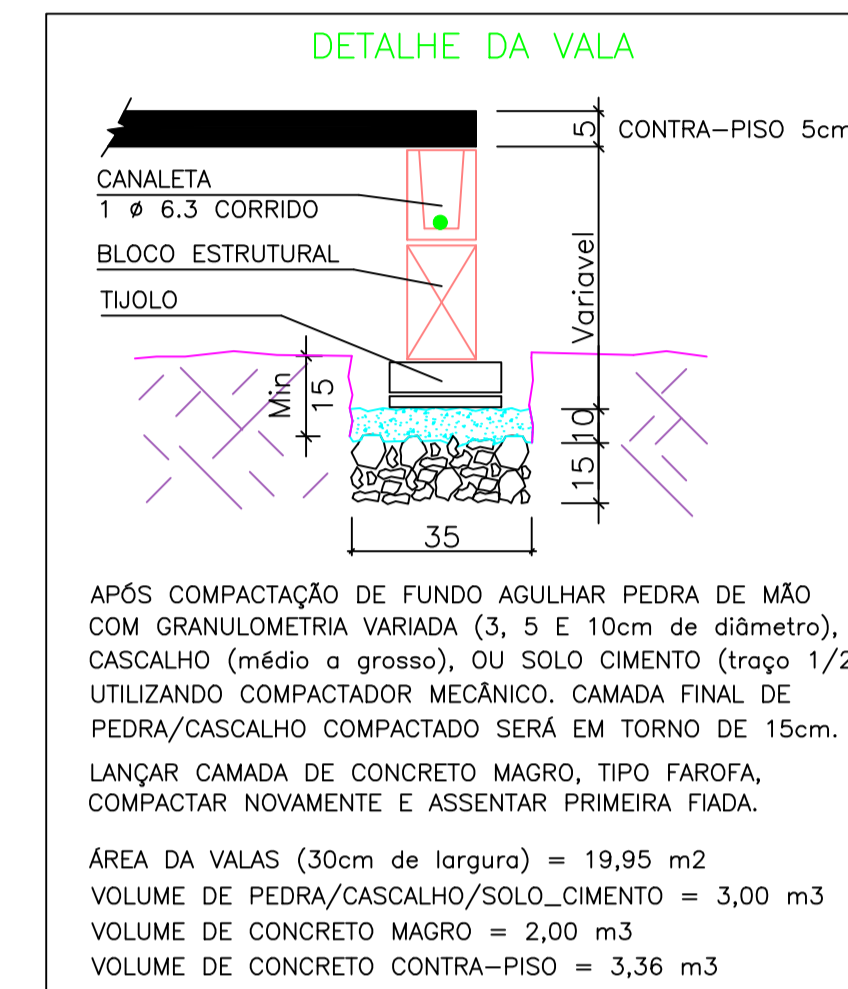 DETALHE DA VALA
5
CONTRA-PISO 5cm
CANALETA
1 Ø 6.3 CORRIDO
BLOCO ESTRUTURAL
TIJOLO
Variavel
Min
15
10
15
35
APÓS COMPACTAÇÃO DE FUNDO AGULHAR PEDRA DE MÃO
COM GRANULOMETRIA VARIADA (3, 5 E 10cm de diâmetro),
CASCALHO (médio a grosso), OU SOLO CIMENTO (traço 1/2
UTILIZANDO COMPACTADOR MECÂNICO. CAMADA FINAL DE
PEDRA/CASCALHO COMPACTADO SERÁ EM TORNO DE 15cm.
LANÇAR CAMADA DE CONCRETO MAGRO, TIPO FAROFA,
COMPACTAR NOVAMENTE E ASSENTAR PRIMEIRA FIADA.
ÁREA DA VALAS (30cm de largura) = 19,95 m2
VOLUME DE PEDRA/CASCALHO/SOLO_CIMENTO = 3,00 m3
VOLUME DE CONCRETO MAGRO = 2,00 m3
VOLUME DE CONCRETO CONTRA-PISO = 3,36 m3